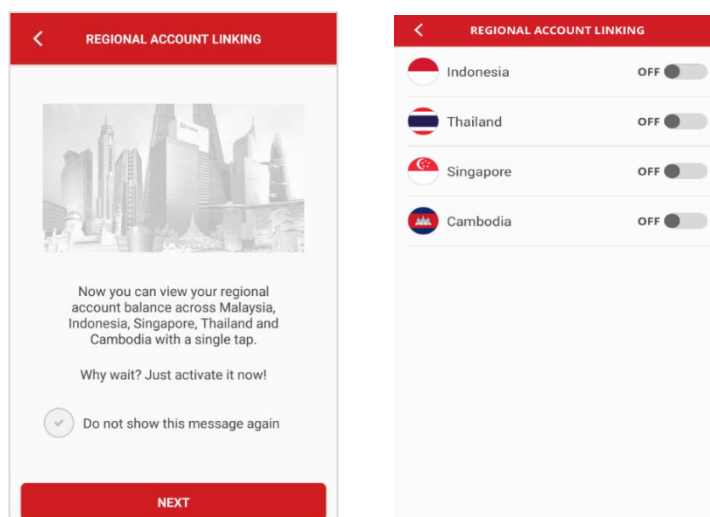 REGIONAL ACCOUNT LINKING
Now you can view your regional
account balance across Malaysia,
Indonesia, Singapore, Thailand and
Cambodia with a single tap.
Why wait? Just activate it now!
Do not show this message again
NEXT
REGIONAL ACCOUNT LINKING
Indonesia OFF
Thailand OFF
Singapore OFF
Cambodia OFF